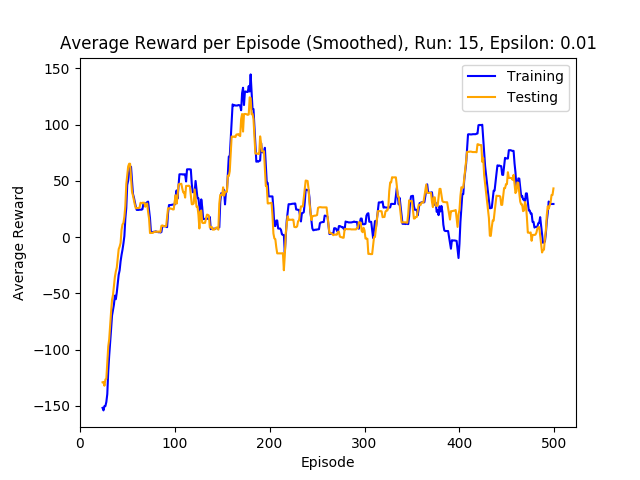 Average Reward per Episode (Smoothed), Run: 15, Epsilon: 0.01
Training
Testing
150
100
50
0
−50
−100
−150
Average Reward
0
100
200
300
400
500
Episode